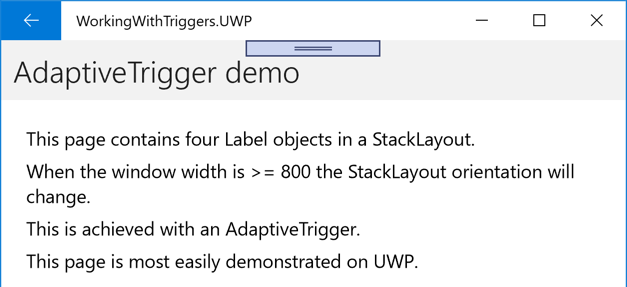 WorkingWithTriggers.UWP
AdaptiveTrigger demo
This page contains four Label objects in a StackLayout.
When the window width is >= 800 the StackLayout orientation will
change.
This is achieved with an AdaptiveTrigger.
This page is most easily demonstrated on UWP.